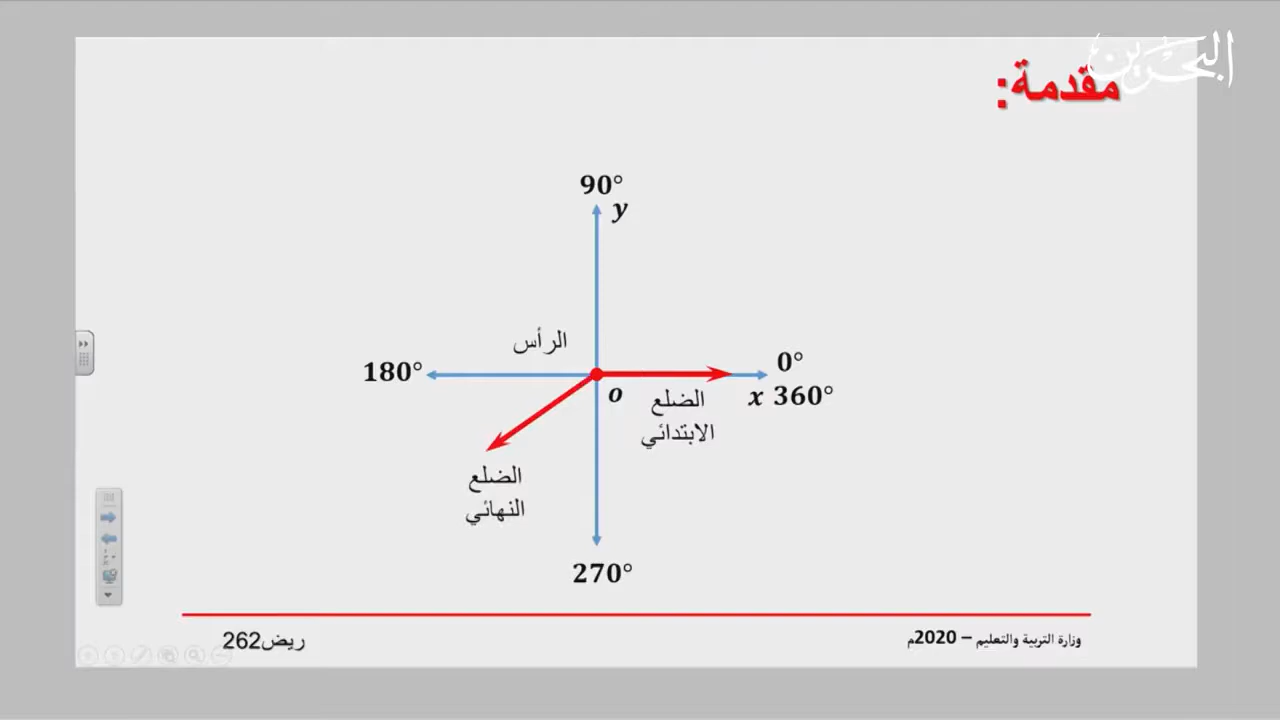 البحرين
مقدمة:
90°
y
الرأس
180°
0°
o
x 360°
الضلع
الابتدائي
الضلع
النهائي
270°
وزارة التربية والتعليم – 2020م
ريض262